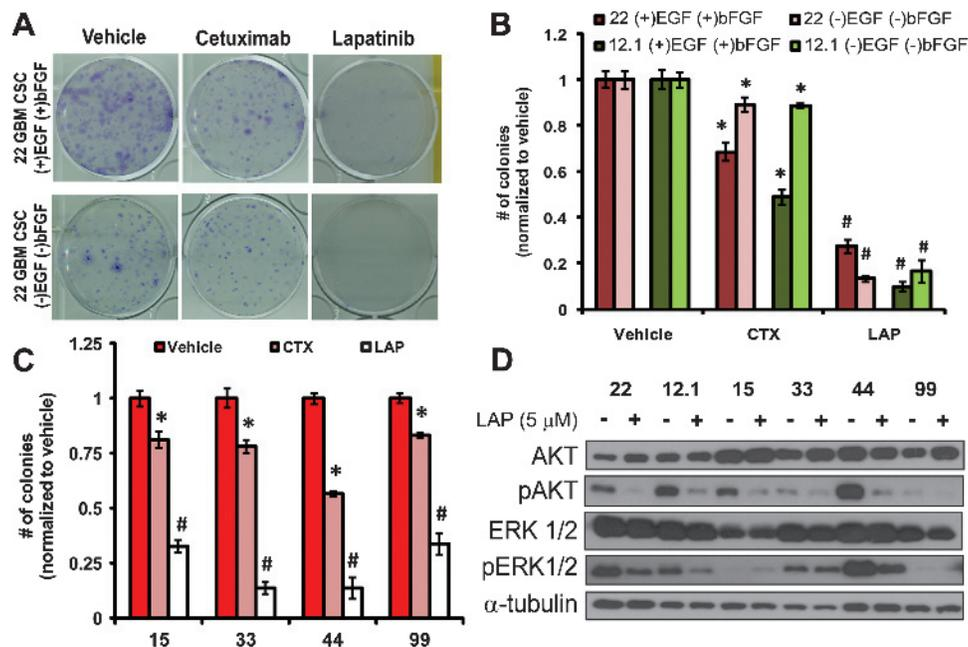 A
Vehicle Cetuximab Lapatinib
22 GBM CSC
(+)EGF (+)bFGF
22 GBM CSC
(-)EGF (-)bFGF
B
22 (+)EGF (+)bFGF 22 (-)EGF (-)bFGF
12.1 (+)EGF (+)bFGF 12.1 (-)EGF (-)bFGF
# of colonies
(normalized to vehicle)
1.2
1
0.8
0.6
0.4
0.2
0
* * * *
# # # #
Vehicle CTX LAP
C
Vehicle CTX LAP
# of colonies
(normalized to vehicle)
1.25
1
0.75
0.5
0.25
0
* # * # * # * #
15 33 44 99
D
22 12.1 15 33 44 99
LAP (5 µM) - + - + - + - + - + - +
AKT
pAKT
ERK 1/2
pERK1/2
α-tubulin